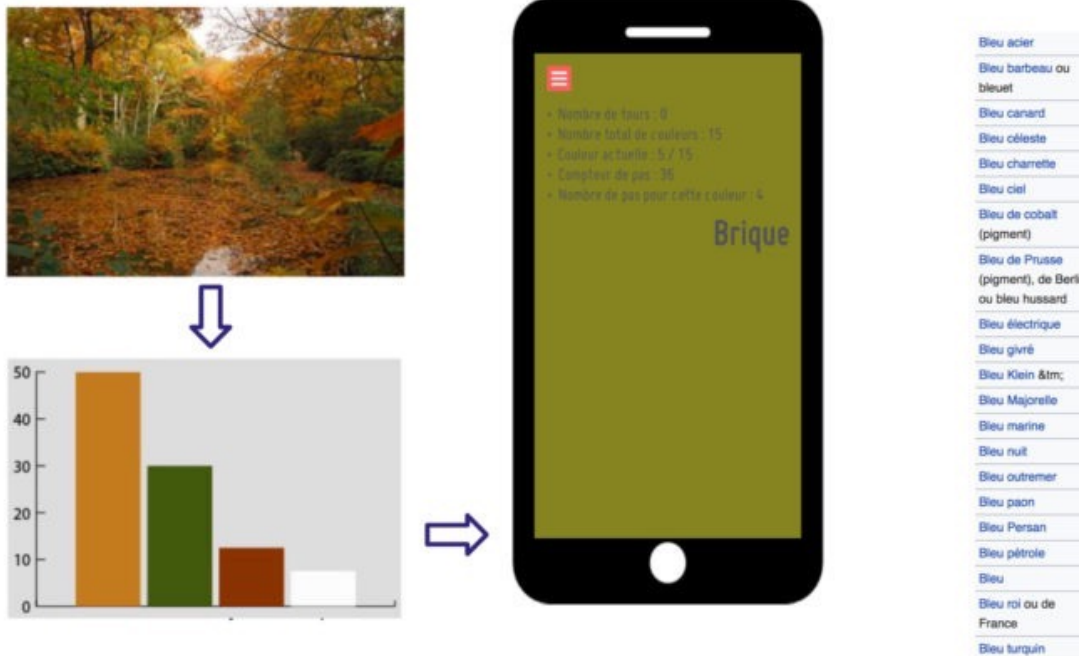 50
40
30
20
10
0
• Nombre de tours : 0
• Nombre total de couleurs : 15
• Couleur actuelle : 5 / 15
• Compteur de pas : 36
• Nombre de pas pour cette couleur : 4
Brique
Bleu acier
Bleu barbeau ou
bleuet
Bleu canard
Bleu céleste
Bleu charrette
Bleu ciel
Bleu de cobalt
(pigment)
Bleu de Prusse
(pigment), de Berli
ou bleu hussard
Bleu électrique
Bleu givré
Bleu Klein &tm;
Bleu Majorelle
Bleu marine
Bleu nuit
Bleu outremer
Bleu paon
Bleu Persan
Bleu pétrole
Bleu
Bleu roi ou de
France
Bleu turquin